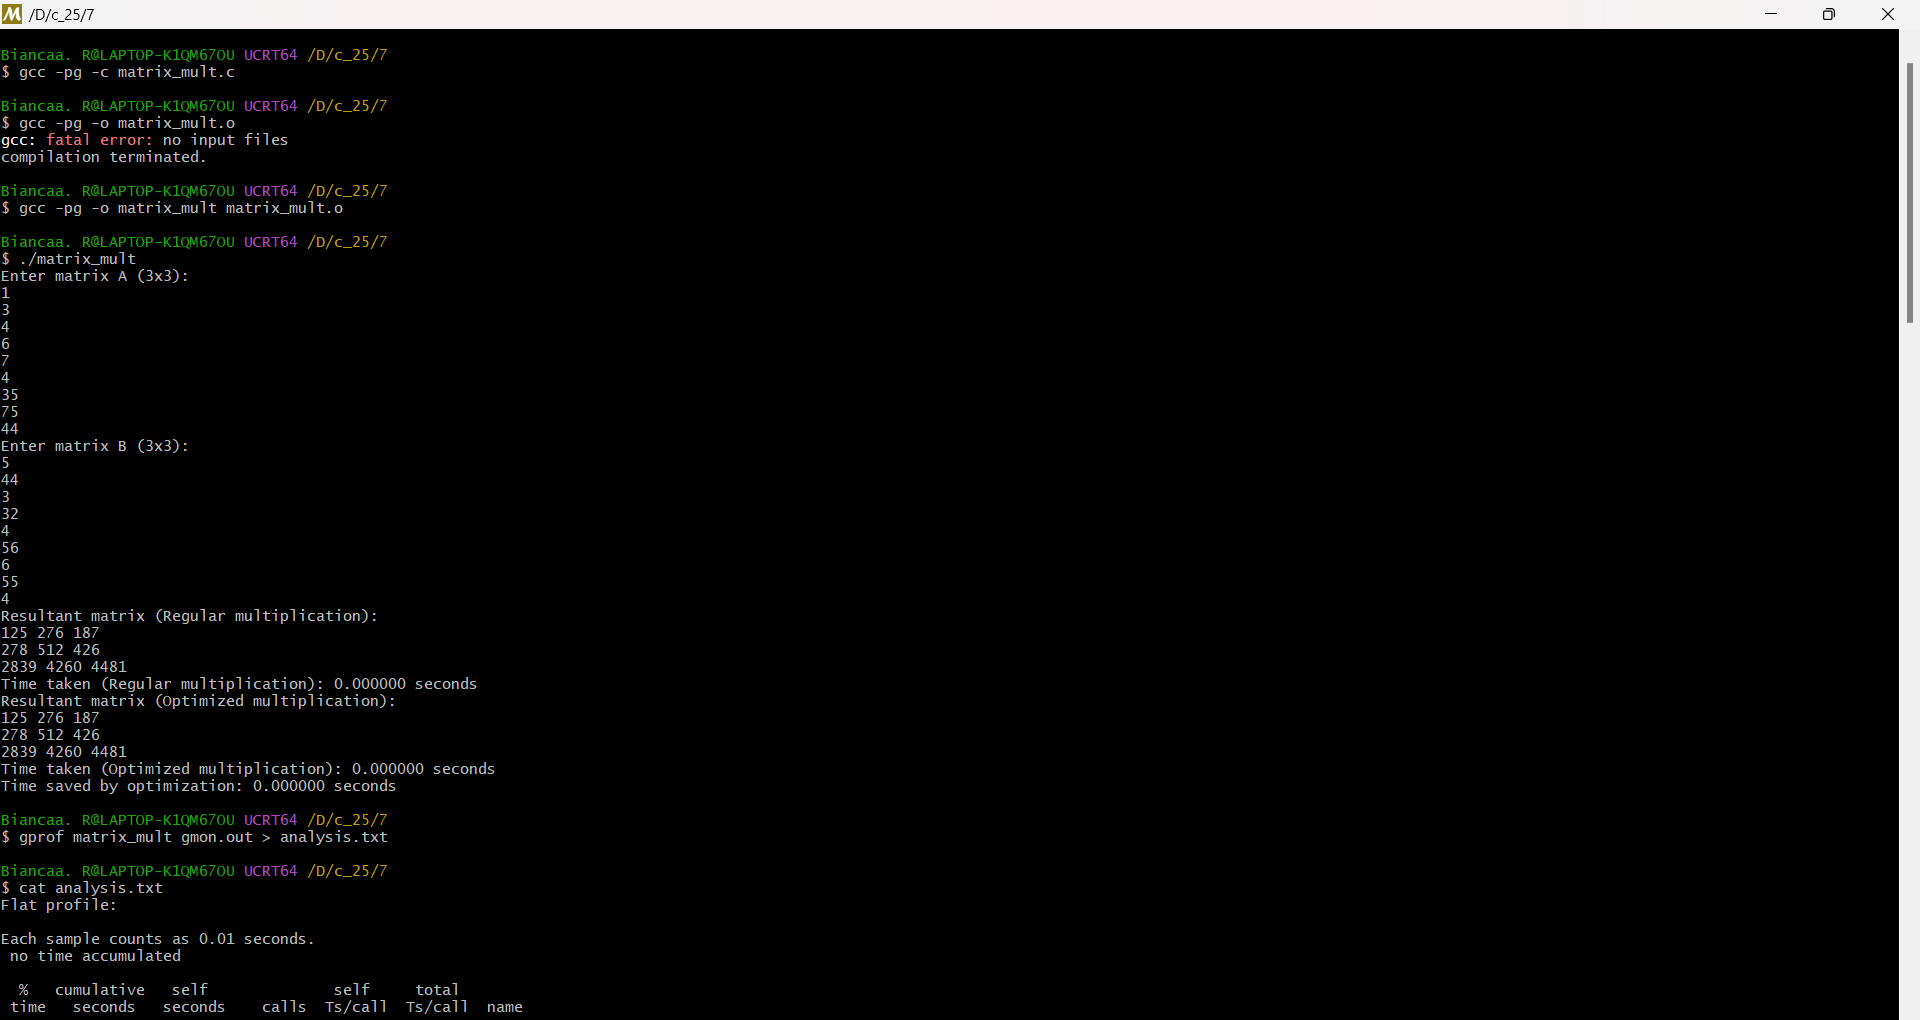 M /D/c_25/7
Biancaa. R@LAPTOP-K1QM67OU UCRT64 /D/c_25/7
$ gcc -pg -c matrix_mult.c
Biancaa. R@LAPTOP-K1QM67OU UCRT64 /D/c_25/7
$ gcc -pg -o matrix_mult.o
gcc: fatal error: no input files
compilation terminated.
Biancaa. R@LAPTOP-K1QM67OU UCRT64 /D/c_25/7
$ gcc -pg -o matrix_mult matrix_mult.o
Biancaa. R@LAPTOP-K1QM67OU UCRT64 /D/c_25/7
$ ./matrix_mult
Enter matrix A (3x3):
1
3
4
6
7
4
35
75
44
Enter matrix B (3x3):
5
44
3
32
4
56
6
55
4
Resultant matrix (Regular multiplication):
125 276 187
278 512 426
2839 4260 4481
Time taken (Regular multiplication): 0.000000 seconds
Resultant matrix (Optimized multiplication):
125 276 187
278 512 426
2839 4260 4481
Time taken (Optimized multiplication): 0.000000 seconds
Time saved by optimization: 0.000000 seconds
Biancaa. R@LAPTOP-K1QM67OU UCRT64 /D/c_25/7
$ gprof matrix_mult gmon.out > analysis.txt
Biancaa. R@LAPTOP-K1QM67OU UCRT64 /D/c_25/7
$ cat analysis.txt
Flat profile:
Each sample counts as 0.01 seconds.
no time accumulated
% cumulative self self total
time seconds seconds calls Ts/call Ts/call name